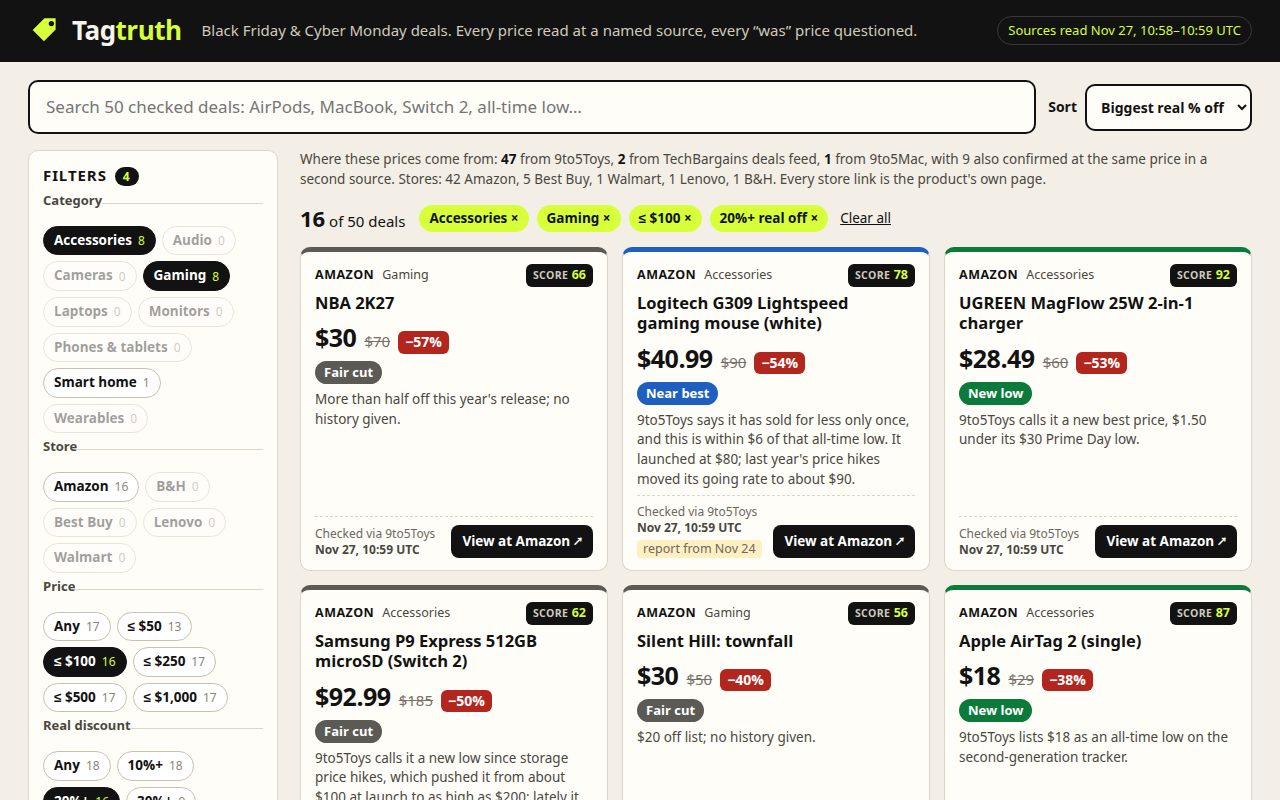 Tagtruth
Black Friday & Cyber Monday deals. Every price read at a named source, every “was” price questioned.
Sources read Nov 27, 10:58–10:59 UTC
Search 50 checked deals: AirPods, MacBook, Switch 2, all-time low...
Sort
Biggest real % off
FILTERS 4
Category
Accessories 8
Audio 0
Cameras 0
Gaming 8
Laptops 0
Monitors 0
Phones & tablets 0
Smart home 1
Wearables 0
Store
Amazon 16
B&H 0
Best Buy 0
Lenovo 0
Walmart 0
Price
Any 17
≤ $50 13
≤ $100 16
≤ $250 17
≤ $500 17
≤ $1,000 17
Real discount
Any 18
10%+ 18
Where these prices come from: 47 from 9to5Toys, 2 from TechBargains deals feed, 1 from 9to5Mac, with 9 also confirmed at the same price in a
second source. Stores: 42 Amazon, 5 Best Buy, 1 Walmart, 1 Lenovo, 1 B&H. Every store link is the product's own page.
16 of 50 deals
Accessories ×
Gaming ×
≤ $100 ×
20%+ real off ×
Clear all
AMAZON Gaming
SCORE 66
NBA 2K27
$30 $70 −57%
Fair cut
More than half off this year's release; no
history given.
Checked via 9to5Toys
Nov 27, 10:59 UTC
View at Amazon ↗
AMAZON Accessories
SCORE 78
Logitech G309 Lightspeed
gaming mouse (white)
$40.99 $90 −54%
Near best
9to5Toys says it has sold for less only once,
and this is within $6 of that all-time low. It
launched at $80; last year's price hikes
moved its going rate to about $90.
Checked via 9to5Toys
Nov 27, 10:59 UTC
report from Nov 24
View at Amazon ↗
AMAZON Accessories
SCORE 92
UGREEN MagFlow 25W 2-in-1
charger
$28.49 $60 −53%
New low
9to5Toys calls it a new best price, $1.50
under its $30 Prime Day low.
Checked via 9to5Toys
Nov 27, 10:59 UTC
View at Amazon ↗
AMAZON Accessories
SCORE 62
Samsung P9 Express 512GB
microSD (Switch 2)
$92.99 $185 −50%
Fair cut
9to5Toys calls it a new low since storage
price hikes, which pushed it from about
$100 at launch to as high as $200; lately it
AMAZON Gaming
SCORE 56
Silent Hill: townfall
$30 $50 −40%
Fair cut
$20 off list; no history given.
AMAZON Accessories
SCORE 87
Apple AirTag 2 (single)
$18 $29 −38%
New low
9to5Toys lists $18 as an all-time low on the
second-generation tracker.